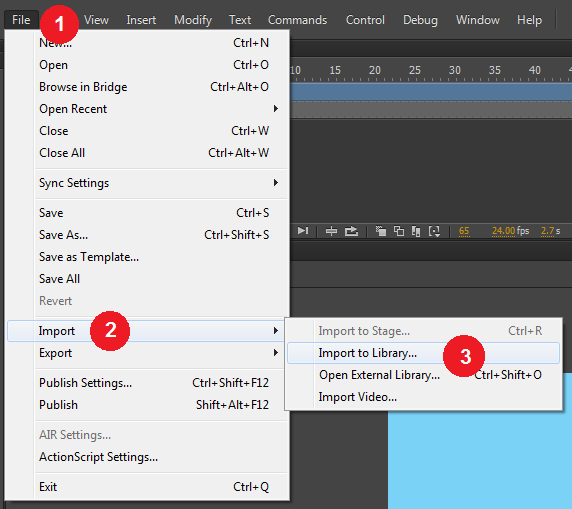 File 1 View Insert Modify Text Commands Control Debug Window Help
New... Ctrl+N
Open Ctrl+O
10 15 20 25 30 35 40
Browse in Bridge Ctrl+Alt+O
Open Recent
Close Ctrl+W
Close All Ctrl+Alt+W
Sync Settings
Save Ctrl+S
Save As... Ctrl+Shift+S
65 24.00 fps 2.7 s
Save as Template...
Save All
Revert
Import 2
Import to Stage... Ctrl+R
Export
Import to Library... 3
Publish Settings... Ctrl+Shift+F12
Open External Library... Ctrl+Shift+O
Publish Shift+Alt+F12
Import Video...
AIR Settings...
ActionScript Settings...
Exit Ctrl+Q